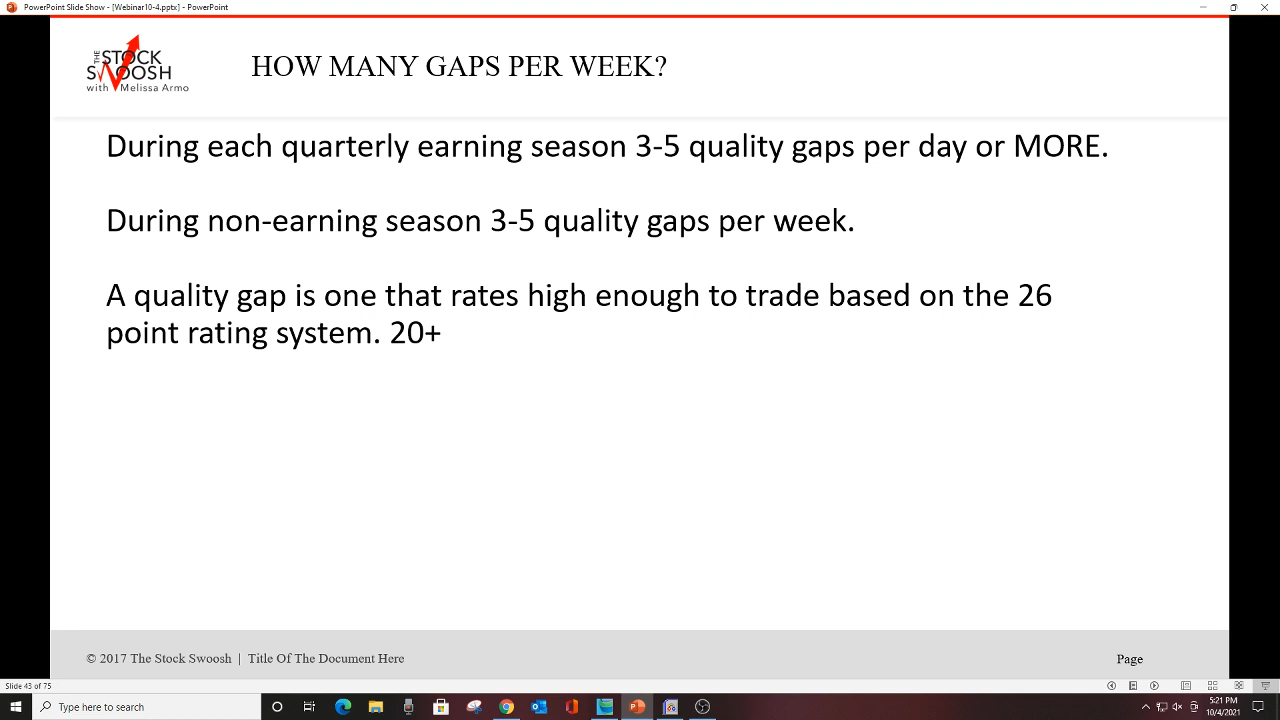 PowerPoint Slide Show - [Webinar10-4.pptx] - PowerPoint
THE
STOCK
SWOOSH
with Melissa Armo
HOW MANY GAPS PER WEEK?
During each quarterly earning season 3-5 quality gaps per day or MORE.
During non-earning season 3-5 quality gaps per week.
A quality gap is one that rates high enough to trade based on the 26
point rating system. 20+
© 2017 The Stock Swoosh | Title Of The Document Here
Page
Slide 43 of 75
Type here to search
5:21 PM
10/4/2021